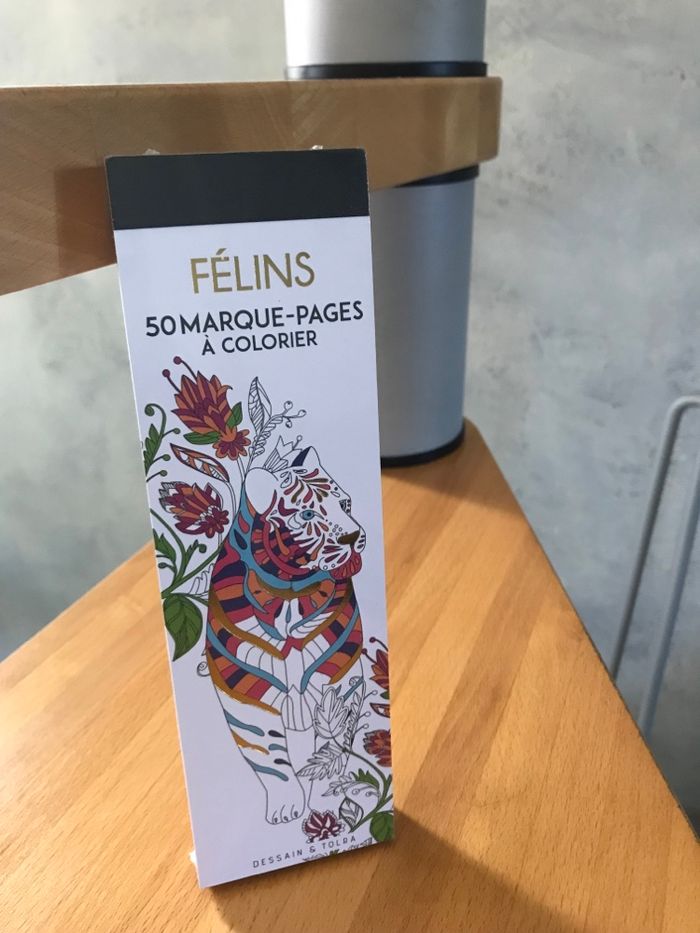 FÉLINS
50 MARQUE-PAGES
À COLORIER
DESSAIN & TOLRA